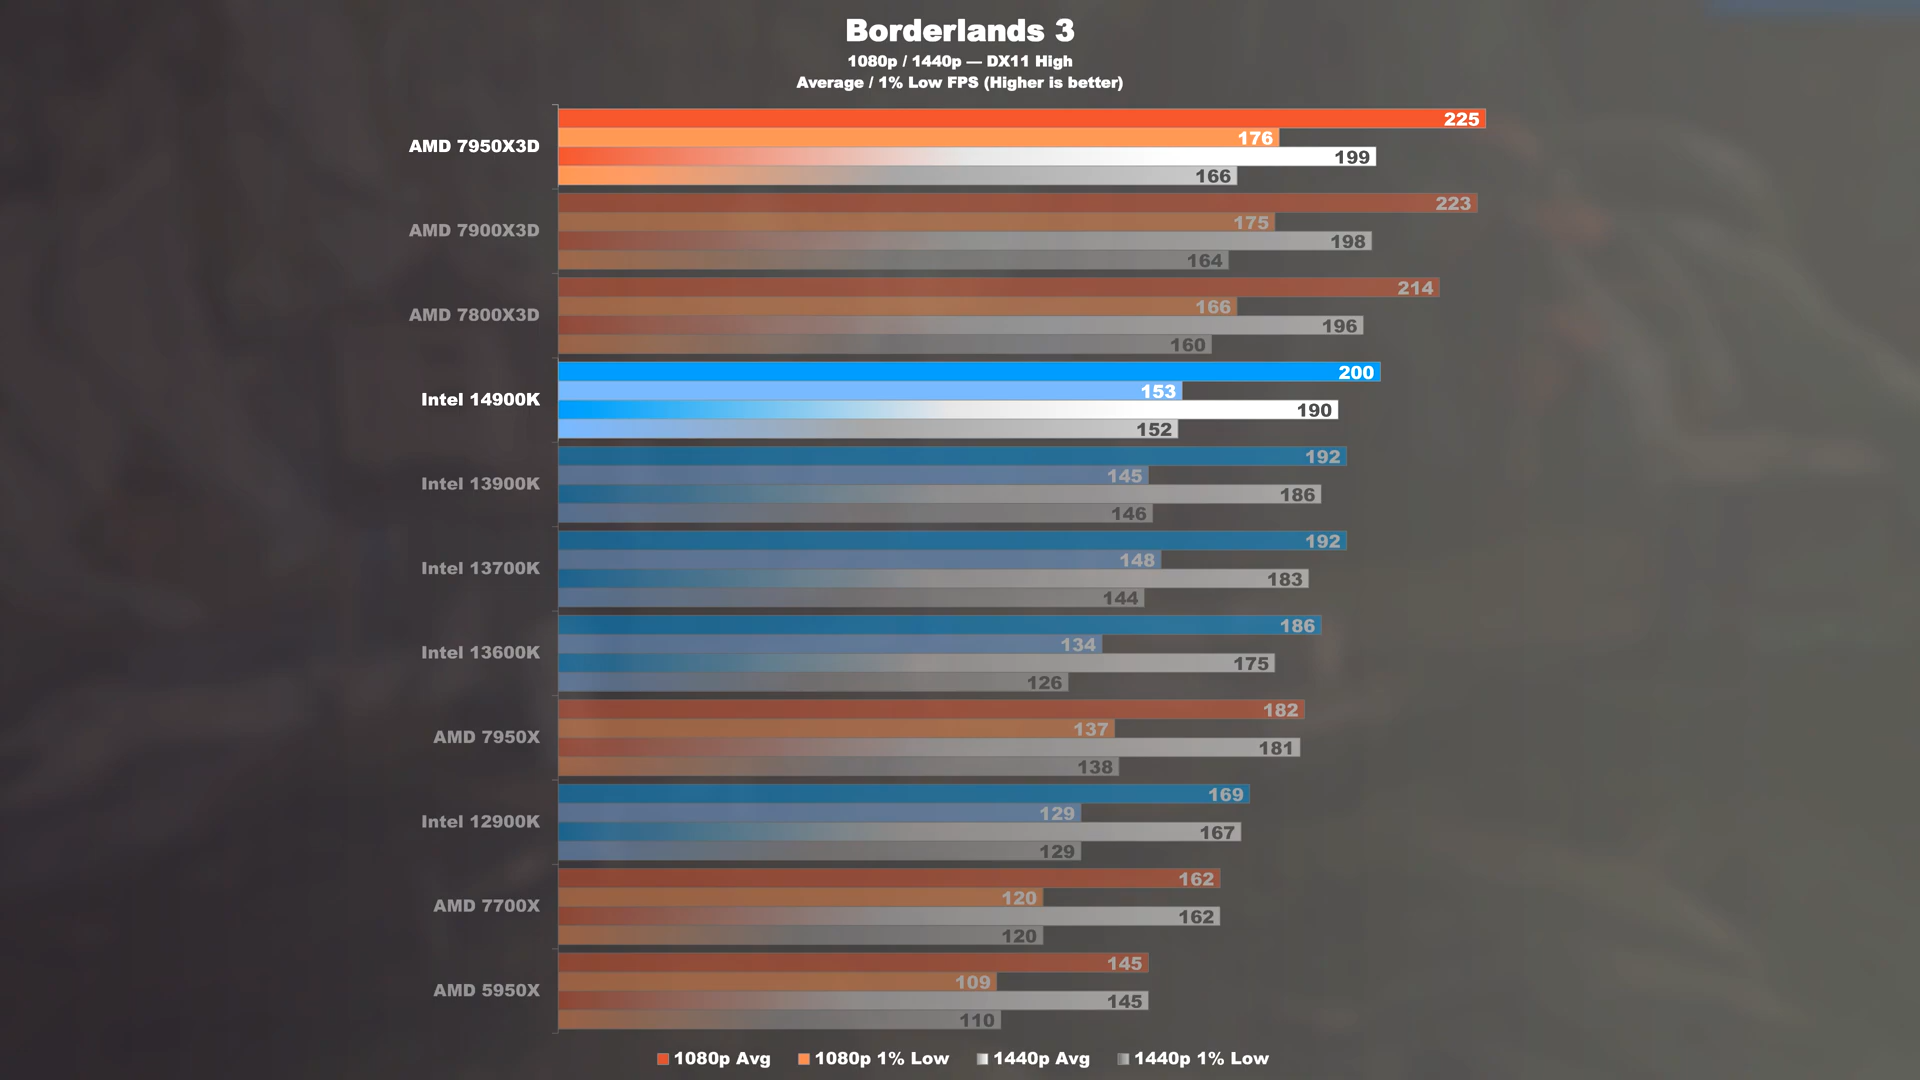 Borderlands 3
1080p / 1440p — DX11 High
Average / 1% Low FPS (Higher is better)
AMD 7950X3D
225
176
199
166
AMD 7900X3D
223
175
198
164
AMD 7800X3D
214
166
196
160
Intel 14900K
200
153
190
152
Intel 13900K
192
145
186
146
Intel 13700K
192
148
183
144
Intel 13600K
186
134
175
126
AMD 7950X
182
137
181
138
Intel 12900K
169
129
167
129
AMD 7700X
162
120
162
120
AMD 5950X
145
109
145
110
1080p Avg 1080p 1% Low 1440p Avg 1440p 1% Low